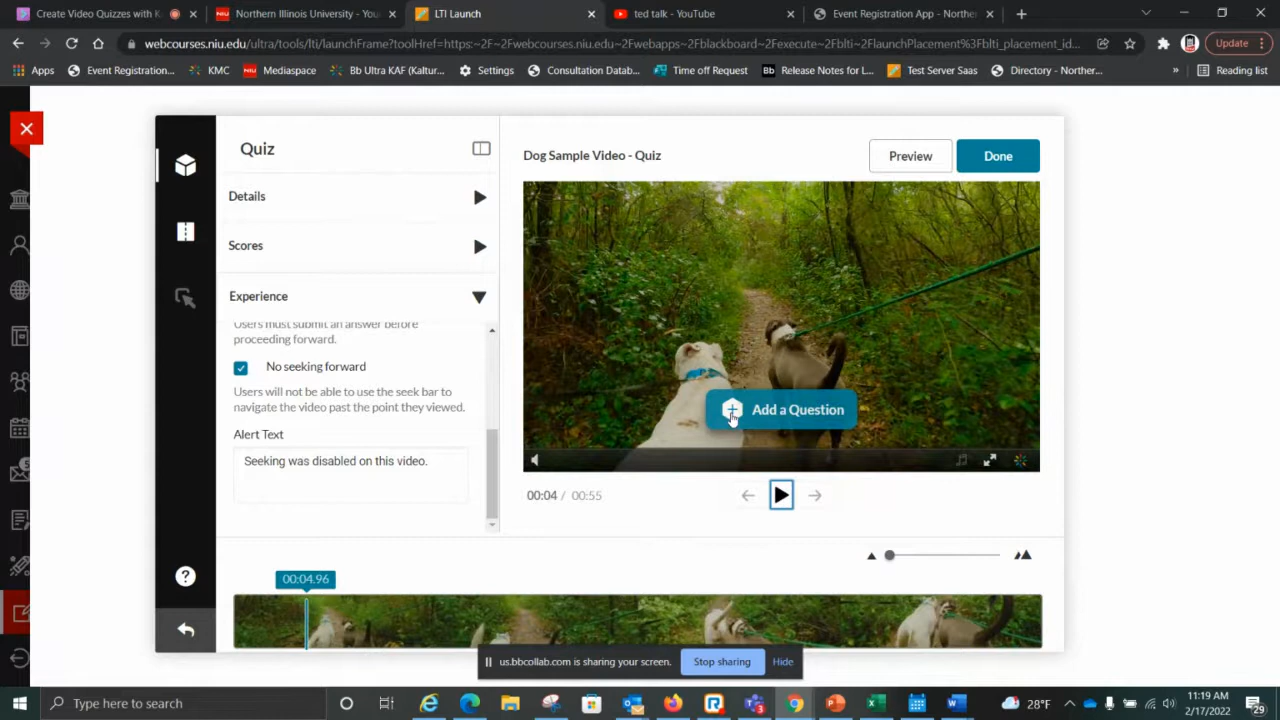 Create Video Quizzes with K
Northern Illinois University - You
LTI Launch
ted talk - YouTube
Event Registration App - Northe
webcourses.niu.edu/ultra/tools/lti/launchFrame?toolHref=https:~2F~2Fwebcourses.niu.edu~2Fwebapps~2Fblackboard~2Fexecute~2Fblti~2FlaunchPlacement%3Fblti_placement_id...
Update
Apps
Event Registration...
KMC
NIU
Mediaspace
Bb Ultra KAF (Kaltur...
Settings
Consultation Datab...
Time off Request
Bb
Release Notes for L...
Test Server Saas
Directory - Norther...
»
Reading list
Quiz
Dog Sample Video - Quiz
Preview
Done
Details
Scores
Experience
Users must submit an answer before
proceeding forward.
No seeking forward
Users will not be able to use the seek bar to
navigate the video past the point they viewed.
Alert Text
Seeking was disabled on this video.
Add a Question
00:04 / 00:55
00:04.96
us.bbcollab.com is sharing your screen.
Stop sharing
Hide
Type here to search
28°F
11:19 AM
2/17/2022
29